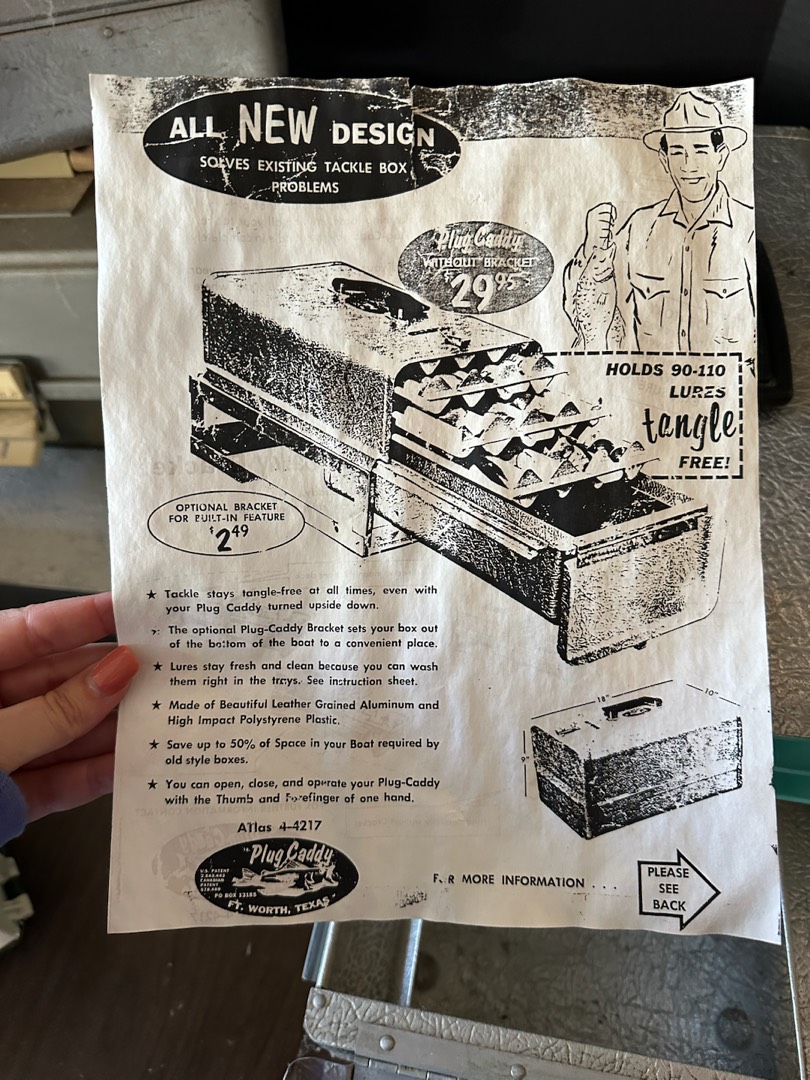 ALL NEW DESIGN
SOLVES EXISTING TACKLE BOX
PROBLEMS
Plug Caddy
WITHOUT BRACKET
$29.95
HOLDS 90-110
LURES
tangle
FREE!
OPTIONAL BRACKET
FOR BUILT-IN FEATURE
$2.49
★ Tackle stays tangle-free at all times, even with
your Plug Caddy turned upside down.
The optional Plug-Caddy Bracket sets your box out
of the bottom of the boat to a convenient place.
★ Lures stay fresh and clean because you can wash
them right in the trays. See instruction sheet.
★ Made of Beautiful Leather Grained Aluminum and
High Impact Polystyrene Plastic.
★ Save up to 50% of Space in your Boat required by
old style boxes.
★ You can open, close, and operate your Plug-Caddy
with the Thumb and Forefinger of one hand.
18"
10"
9"
Atlas 4-4217
Plug Caddy
U.S. PATENT
CANADIAN
PATENT
PO BOX 13185
FT. WORTH, TEXAS
FOR MORE INFORMATION . . .
PLEASE
SEE
BACK